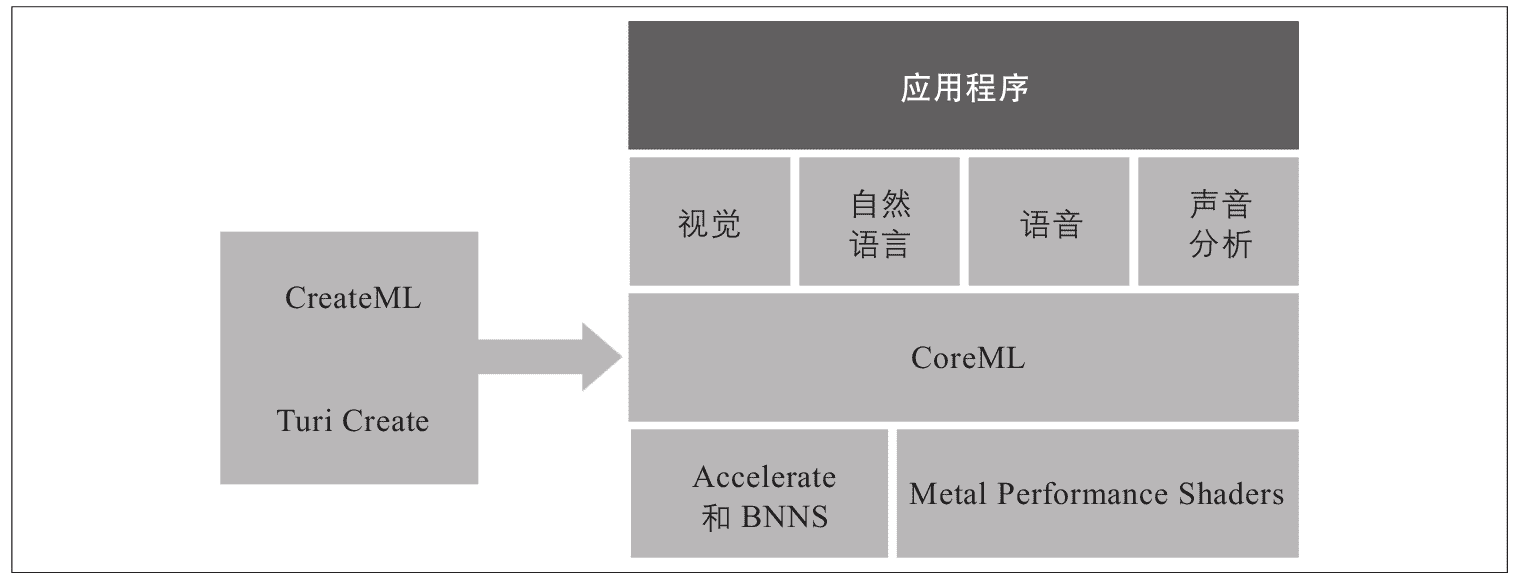 应用程序
视觉
自然
语言
语音
声音
分析
CreateML
Turi Create
CoreML
Accelerate
和 BNNS
Metal Performance Shaders